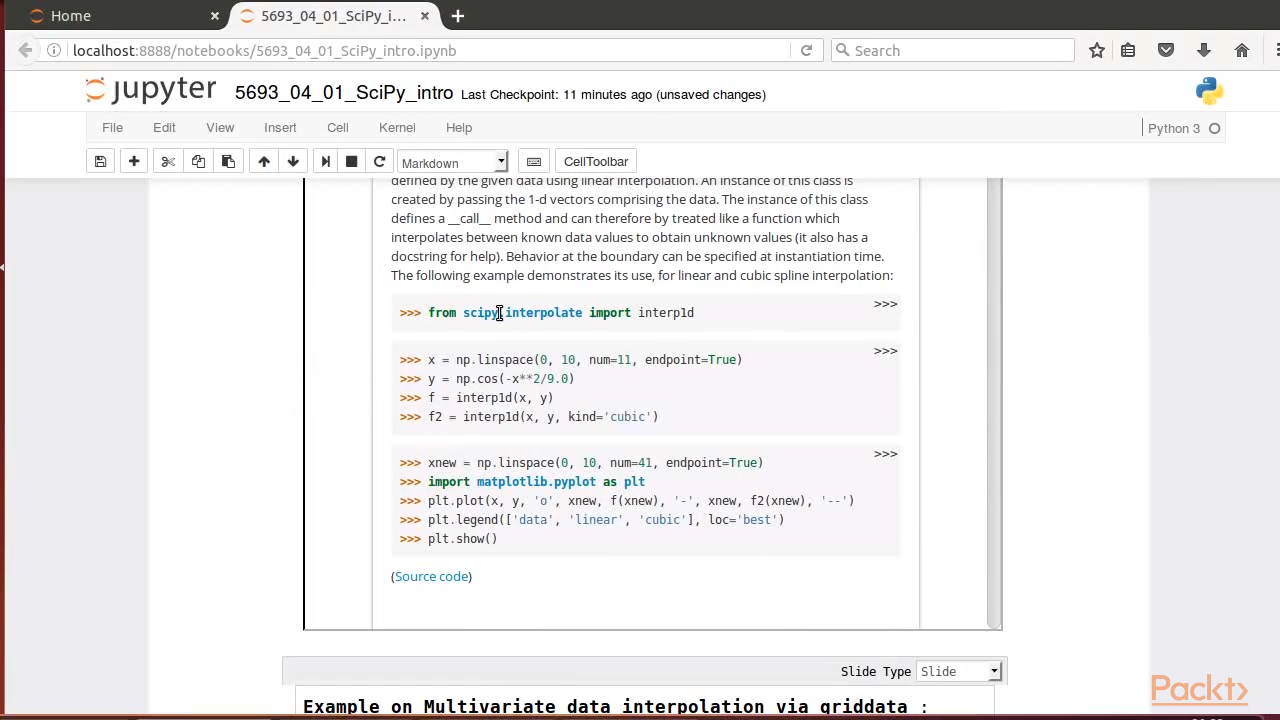 Home
5693_04_01_SciPy_i...
localhost:8888/notebooks/5693_04_01_SciPy_intro.ipynb
Search
jupyter 5693_04_01_SciPy_intro Last Checkpoint: 11 minutes ago (unsaved changes)
File Edit View Insert Cell Kernel Help Python 3
Markdown CellToolbar
defined by the given data using linear interpolation. An instance of this class is
created by passing the 1-d vectors comprising the data. The instance of this class
defines a __call__ method and can therefore by treated like a function which
interpolates between known data values to obtain unknown values (it also has a
docstring for help). Behavior at the boundary can be specified at instantiation time.
The following example demonstrates its use, for linear and cubic spline interpolation:
>>>
>>> from scipy.interpolate import interp1d
>>>
>>> x = np.linspace(0, 10, num=11, endpoint=True)
>>> y = np.cos(-x**2/9.0)
>>> f = interp1d(x, y)
>>> f2 = interp1d(x, y, kind='cubic')
>>>
>>> xnew = np.linspace(0, 10, num=41, endpoint=True)
>>> import matplotlib.pyplot as plt
>>> plt.plot(x, y, 'o', xnew, f(xnew), '-', xnew, f2(xnew), '--')
>>> plt.legend(['data', 'linear', 'cubic'], loc='best')
>>> plt.show()
(Source code)
Slide Type Slide
Example on Multivariate data interpolation via griddata :
Packt>